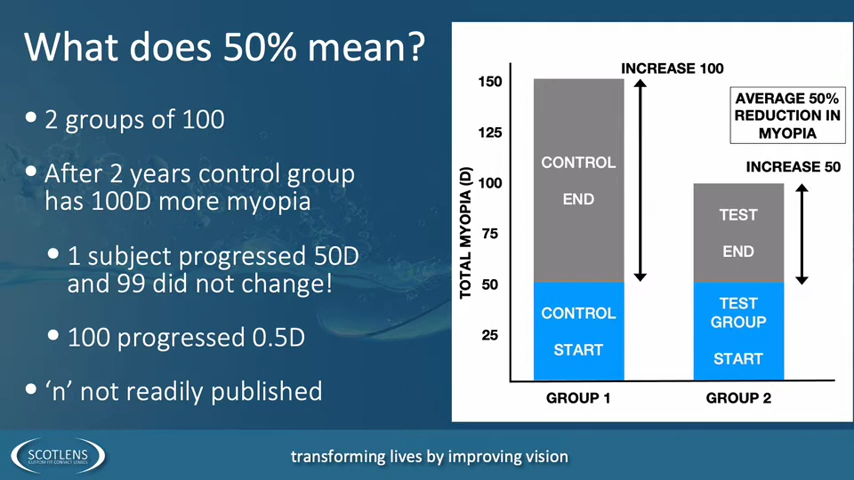 What does 50% mean?
• 2 groups of 100
• After 2 years control group
has 100D more myopia
• 1 subject progressed 50D
and 99 did not change!
• 100 progressed 0.5D
• ‘n’ not readily published
INCREASE 100
AVERAGE 50%
REDUCTION IN
MYOPIA
INCREASE 50
TOTAL MYOPIA (D)
150
125
100
75
50
25
CONTROL
END
CONTROL
START
TEST
END
TEST
GROUP
START
GROUP 1
GROUP 2
SCOTLENS
CUSTOM FIT CONTACT LENSES
transforming lives by improving vision